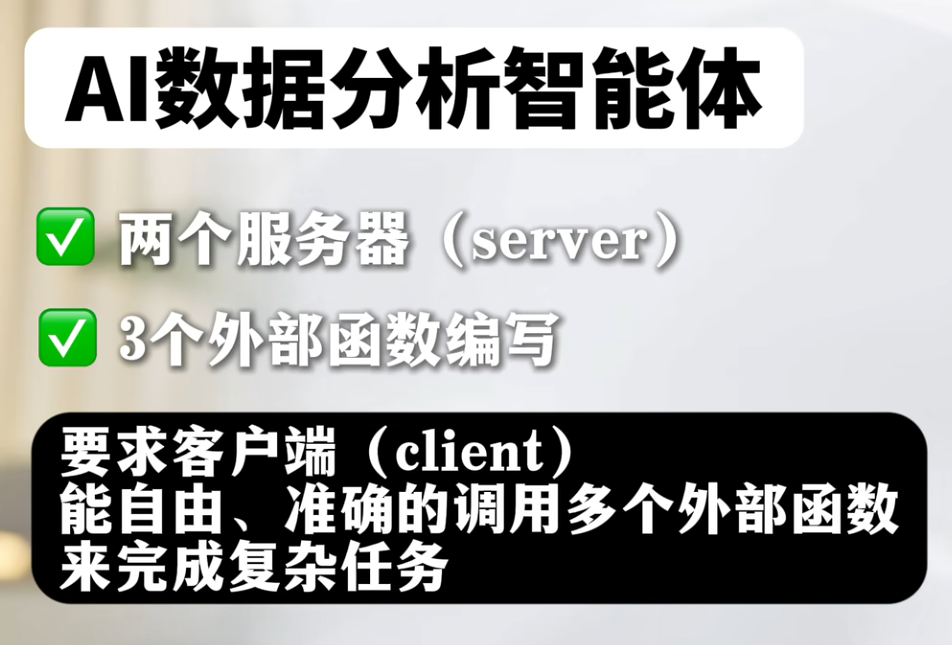 AI数据分析智能体
✅ 两个服务器（server）
✅ 3个外部函数编写
要求客户端（client）
能自由、准确的调用多个外部函数
来完成复杂任务